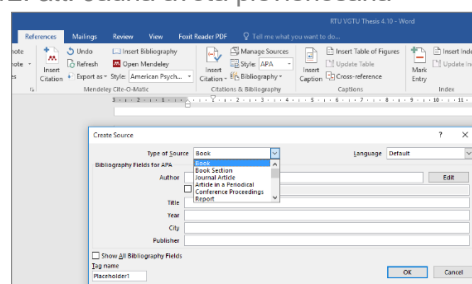 RTU VGTU Thesis 4.10 - Word
References Mailings Review View Foxit Reader PDF Tell me what you want to do...
Undo Insert Bibliography Manage Sources Insert Table of Figures
Refresh Open Mendeley Style: APA Update Table
Insert Citation Export as Style: American Psych... Insert Citation Bibliography Insert Caption Cross-reference Mark Entry
Mendeley Cite-O-Matic Citations & Bibliography Captions Index
Create Source ? ×
Type of Source Book Language Default
Bibliography Fields for APA
Book
Book Section
Author Edit
Journal Article
Article in a Periodical
Conference Proceedings
Report
Title
Year
City
Publisher
Show All Bibliography Fields
Tag name
Placeholder1
OK Cancel